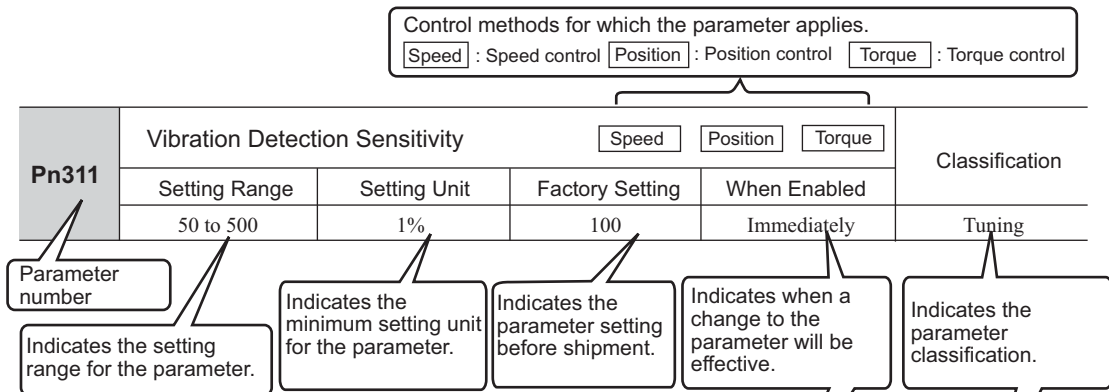 Control methods for which the parameter applies.
Speed : Speed control Position : Position control Torque : Torque control
Pn311
Vibration Detection Sensitivity Speed Position Torque
Classification
Setting Range Setting Unit Factory Setting When Enabled
50 to 500 1% 100 Immediately Tuning
Parameter
number
Indicates the setting
range for the parameter.
Indicates the
minimum setting unit
for the parameter.
Indicates the
parameter setting
before shipment.
Indicates when a
change to the
parameter will be
effective.
Indicates the
parameter
classification.